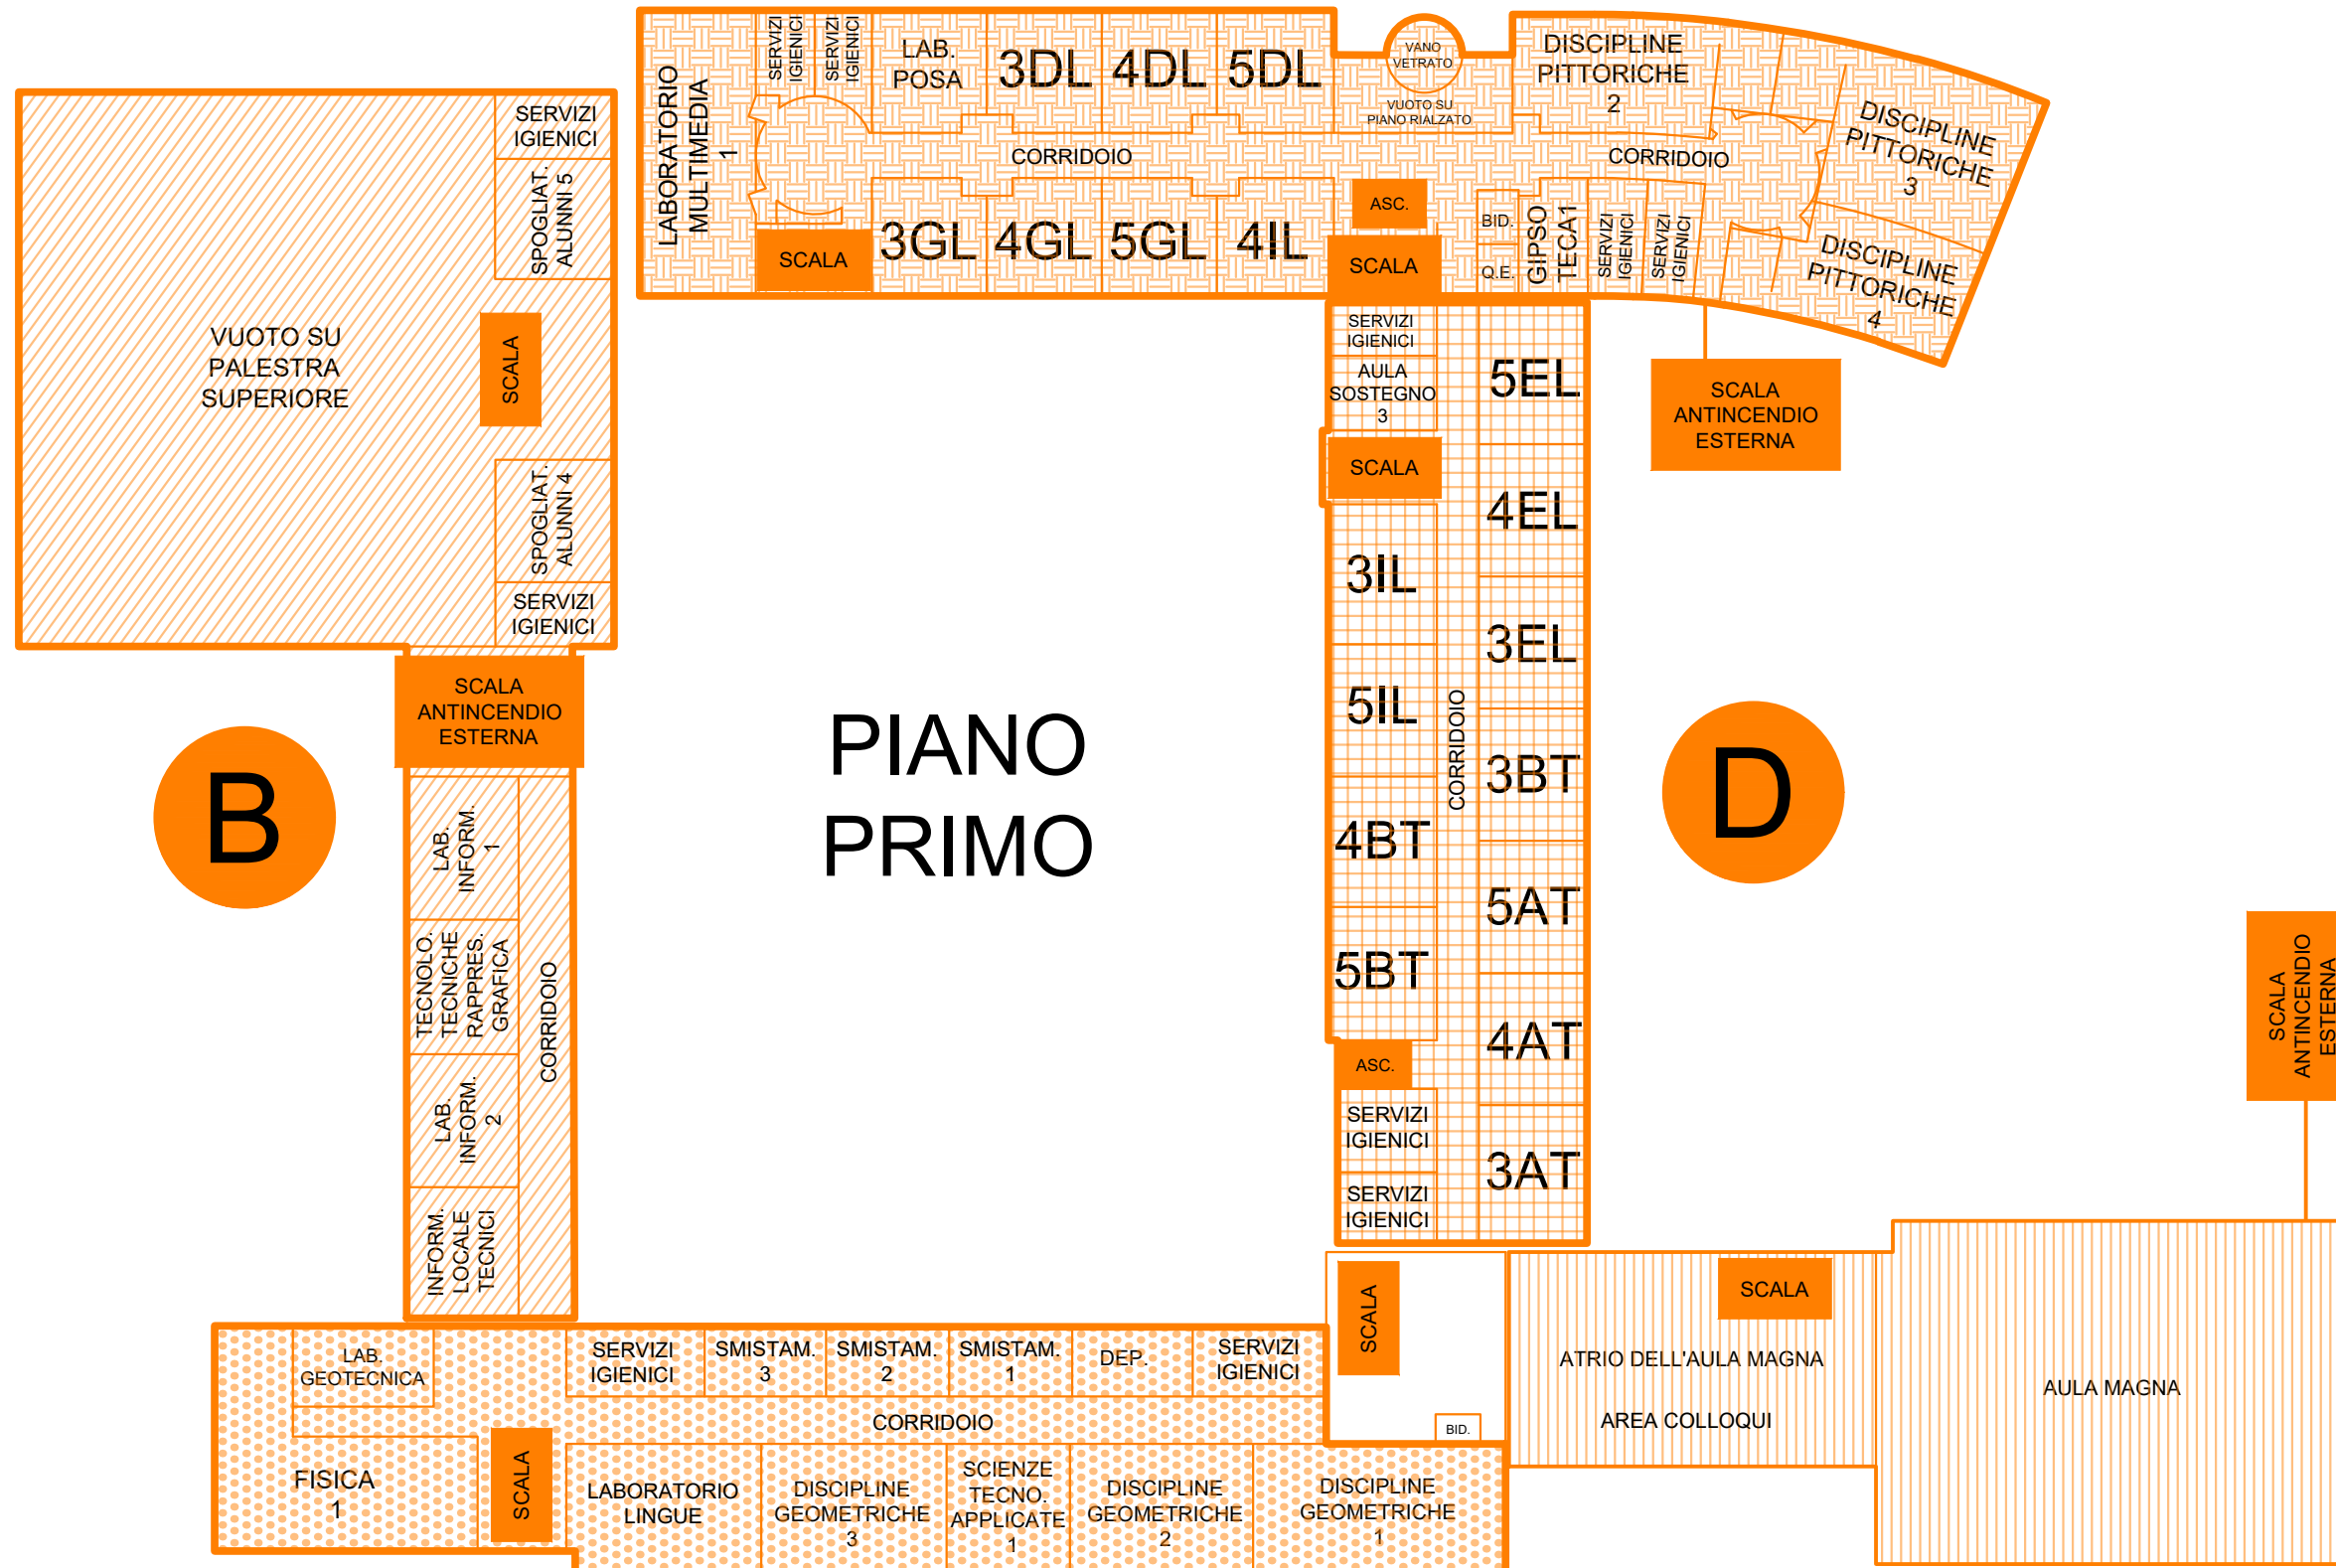 LABORATORIO
MULTIMEDIA
1
SERVIZI
IGIENICI
SERVIZI
IGIENICI
LAB.
POSA
3DL
4DL
5DL
VANO
VETRATO
VUOTO SU
PIANO RIALZATO
DISCIPLINE
PITTORICHE
2
DISCIPLINE
PITTORICHE
3
DISCIPLINE
PITTORICHE
4
CORRIDOIO
CORRIDOIO
SCALA
3GL
4GL
5GL
4IL
ASC.
SCALA
BID.
Q.E.
GIPSO
TECA1
SERVIZI
IGIENICI
SERVIZI
IGIENICI
SCALA
ANTINCENDIO
ESTERNA
SERVIZI
IGIENICI
SPOGLIAT.
ALUNNI 5
VUOTO SU
PALESTRA
SUPERIORE
SCALA
SPOGLIAT.
ALUNNI 4
SERVIZI
IGIENICI
SCALA
ANTINCENDIO
ESTERNA
B
LAB.
INFORM.
1
TECNOLO.
TECNICHE
RAPPRES.
GRAFICA
LAB.
INFORM.
2
INFORM.
LOCALE
TECNICI
CORRIDOIO
PIANO
PRIMO
SERVIZI
IGIENICI
AULA
SOSTEGNO
3
SCALA
3IL
5IL
4BT
5BT
ASC.
SERVIZI
IGIENICI
SERVIZI
IGIENICI
CORRIDOIO
5EL
4EL
3EL
3BT
5AT
4AT
3AT
D
SCALA
ANTINCENDIO
ESTERNA
LAB.
GEOTECNICA
SERVIZI
IGIENICI
SMISTAM.
3
SMISTAM.
2
SMISTAM.
1
DEP.
SERVIZI
IGIENICI
SCALA
BID.
CORRIDOIO
FISICA
1
SCALA
LABORATORIO
LINGUE
DISCIPLINE
GEOMETRICHE
3
SCIENZE
TECNO.
APPLICATE
1
DISCIPLINE
GEOMETRICHE
2
DISCIPLINE
GEOMETRICHE
1
SCALA
ATRIO DELL'AULA MAGNA
AREA COLLOQUI
AULA MAGNA